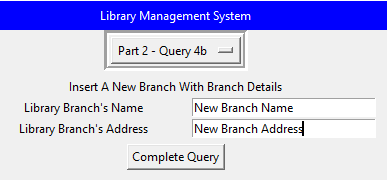 Library Management System
Part 2 - Query 4b
Insert A New Branch With Branch Details
Library Branch's Name New Branch Name
Library Branch's Address New Branch Address
Complete Query